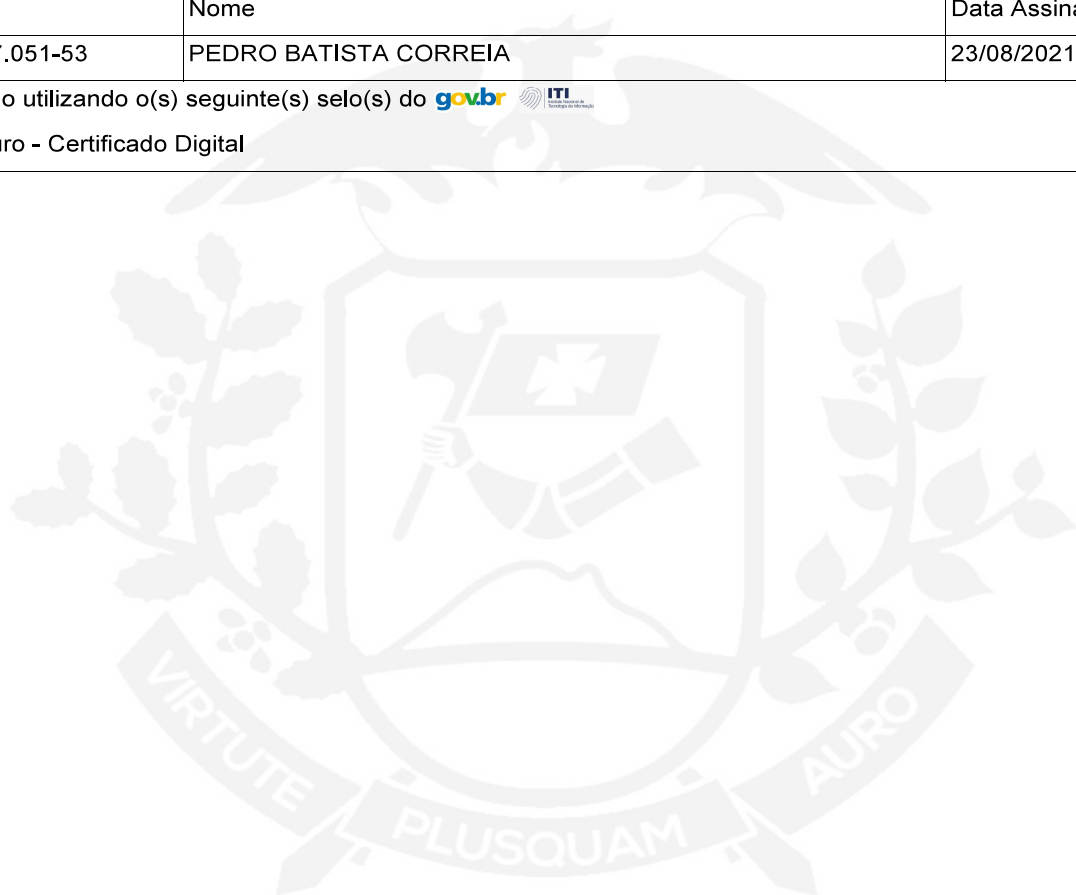 Nome Data Assina
7.051-53 PEDRO BATISTA CORREIA 23/08/2021
o utilizando o(s) seguinte(s) selo(s) do gov.br ITI
uro - Certificado Digital
VIRTUTE PLUSQUAM AURO